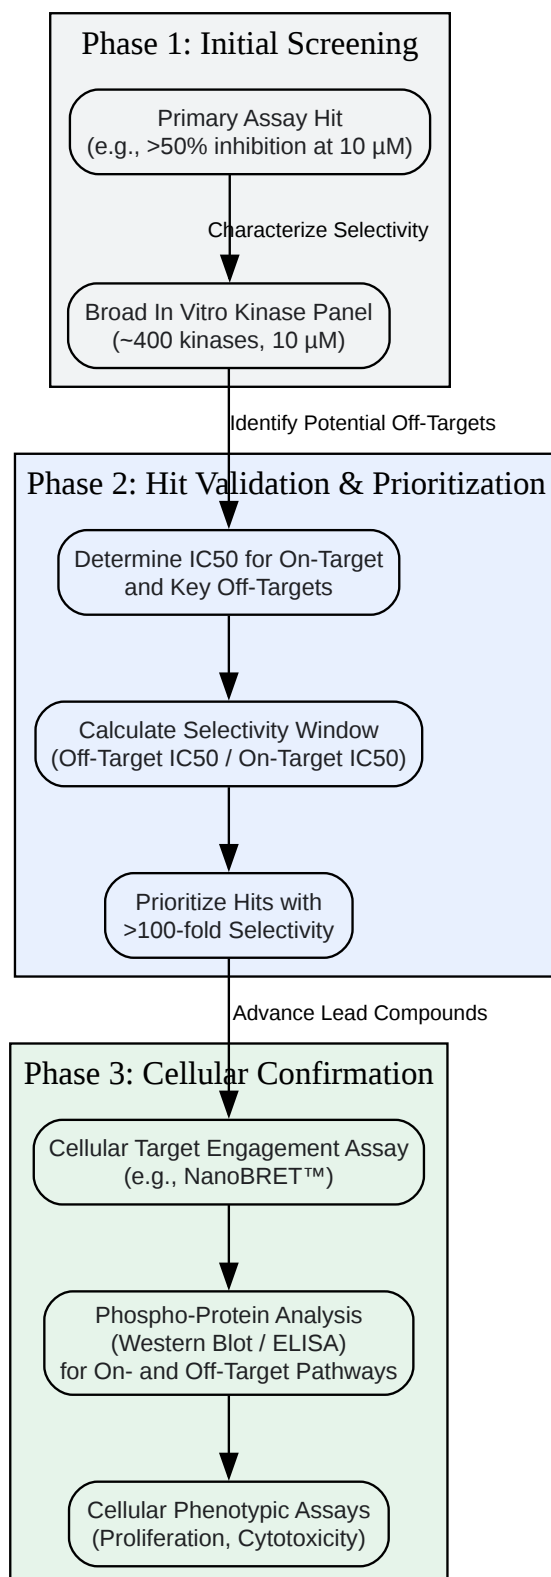 Phase 1: Initial Screening
Primary Assay Hit
(e.g., >50% inhibition at 10 µM)
Characterize Selectivity
Broad In Vitro Kinase Panel
(~400 kinases, 10 µM)
Identify Potential Off-Targets
Phase 2: Hit Validation & Prioritization
Determine IC50 for On-Target
and Key Off-Targets
Calculate Selectivity Window
(Off-Target IC50 / On-Target IC50)
Prioritize Hits with
>100-fold Selectivity
Advance Lead Compounds
Phase 3: Cellular Confirmation
Cellular Target Engagement Assay
(e.g., NanoBRET™)
Phospho-Protein Analysis
(Western Blot / ELISA)
for On- and Off-Target Pathways
Cellular Phenotypic Assays
(Proliferation, Cytotoxicity)